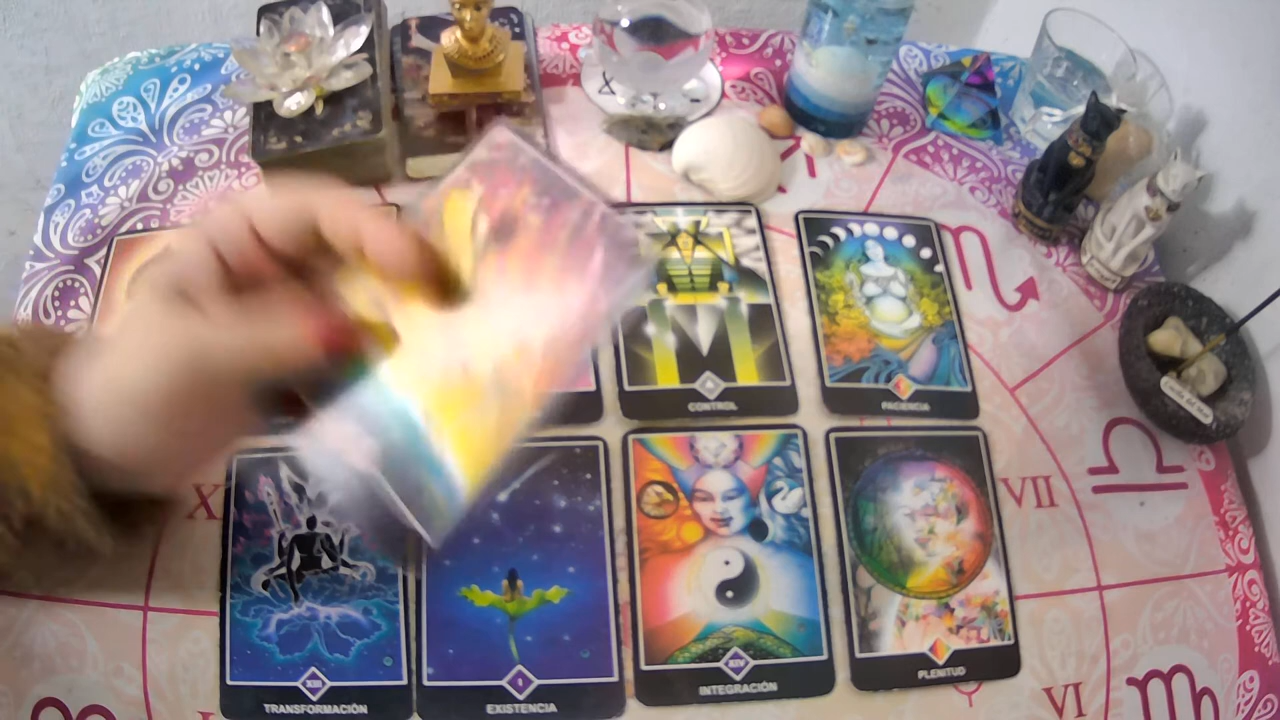 CONTROL
PACIENCIA
X
VII
XIII
TRANSFORMACIÓN
I
EXISTENCIA
XIV
INTEGRACIÓN
PLENITUD
VI